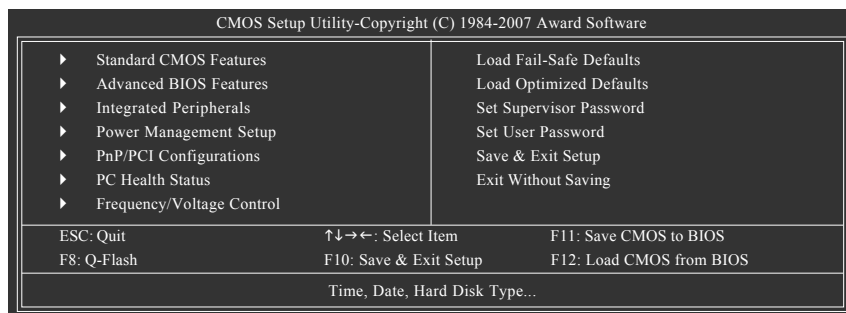 CMOS Setup Utility-Copyright (C) 1984-2007 Award Software
Standard CMOS Features
Advanced BIOS Features
Integrated Peripherals
Power Management Setup
PnP/PCI Configurations
PC Health Status
Frequency/Voltage Control
Load Fail-Safe Defaults
Load Optimized Defaults
Set Supervisor Password
Set User Password
Save & Exit Setup
Exit Without Saving
ESC: Quit ↑↓→←: Select Item F11: Save CMOS to BIOS
F8: Q-Flash F10: Save & Exit Setup F12: Load CMOS from BIOS
Time, Date, Hard Disk Type...